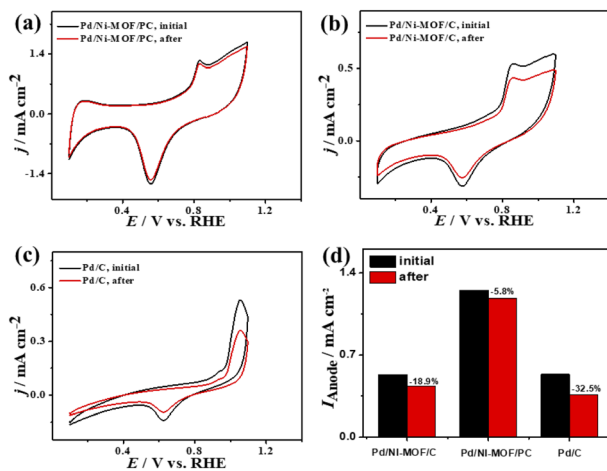 (a)
Pd/Ni-MOF/PC, initial
Pd/Ni-MOF/PC, after
j / mA cm⁻²
1.4
0.0
-1.4
0.4
0.8
1.2
E / V vs. RHE
(b)
Pd/Ni-MOF/C, initial
Pd/Ni-MOF/C, after
j / mA cm⁻²
0.5
0.0
0.4
0.8
1.2
E / V vs. RHE
(c)
Pd/C, initial
Pd/C, after
j / mA cm⁻²
0.6
0.3
-0.0
0.4
0.8
1.2
E / V vs. RHE
(d)
initial
after
I Anode / mA cm⁻²
1.4
0.7
0.0
-18.9%
-5.8%
-32.5%
Pd/NI-MOF/C
Pd/NI-MOF/PC
Pd/C